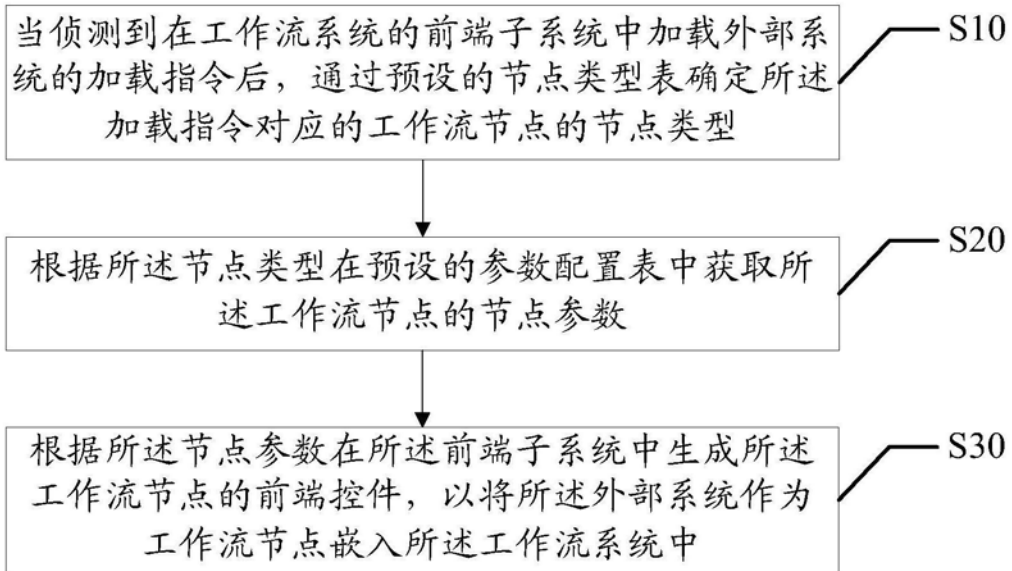 当侦测到在工作流系统的前端子系统中加载外部系
统的加载指令后，通过预设的节点类型表确定所述
加载指令对应的工作流节点的节点类型
S10
根据所述节点类型在预设的参数配置表中获取所
述工作流节点的节点参数
S20
根据所述节点参数在所述前端子系统中生成所述
工作流节点的前端控件，以将所述外部系统作为
工作流节点嵌入所述工作流系统中
S30